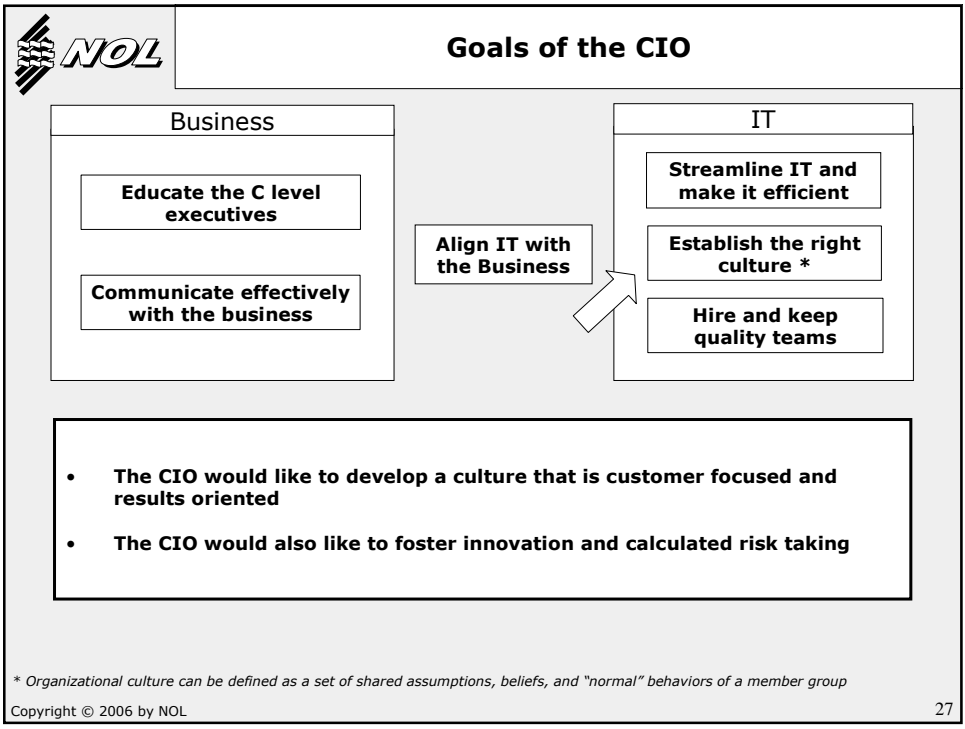 NOL
Goals of the CIO
Business
Educate the C level
executives
Communicate effectively
with the business
Align IT with
the Business
IT
Streamline IT and
make it efficient
Establish the right
culture *
Hire and keep
quality teams
• The CIO would like to develop a culture that is customer focused and
results oriented
• The CIO would also like to foster innovation and calculated risk taking
* Organizational culture can be defined as a set of shared assumptions, beliefs, and “normal” behaviors of a member group
Copyright © 2006 by NOL
27